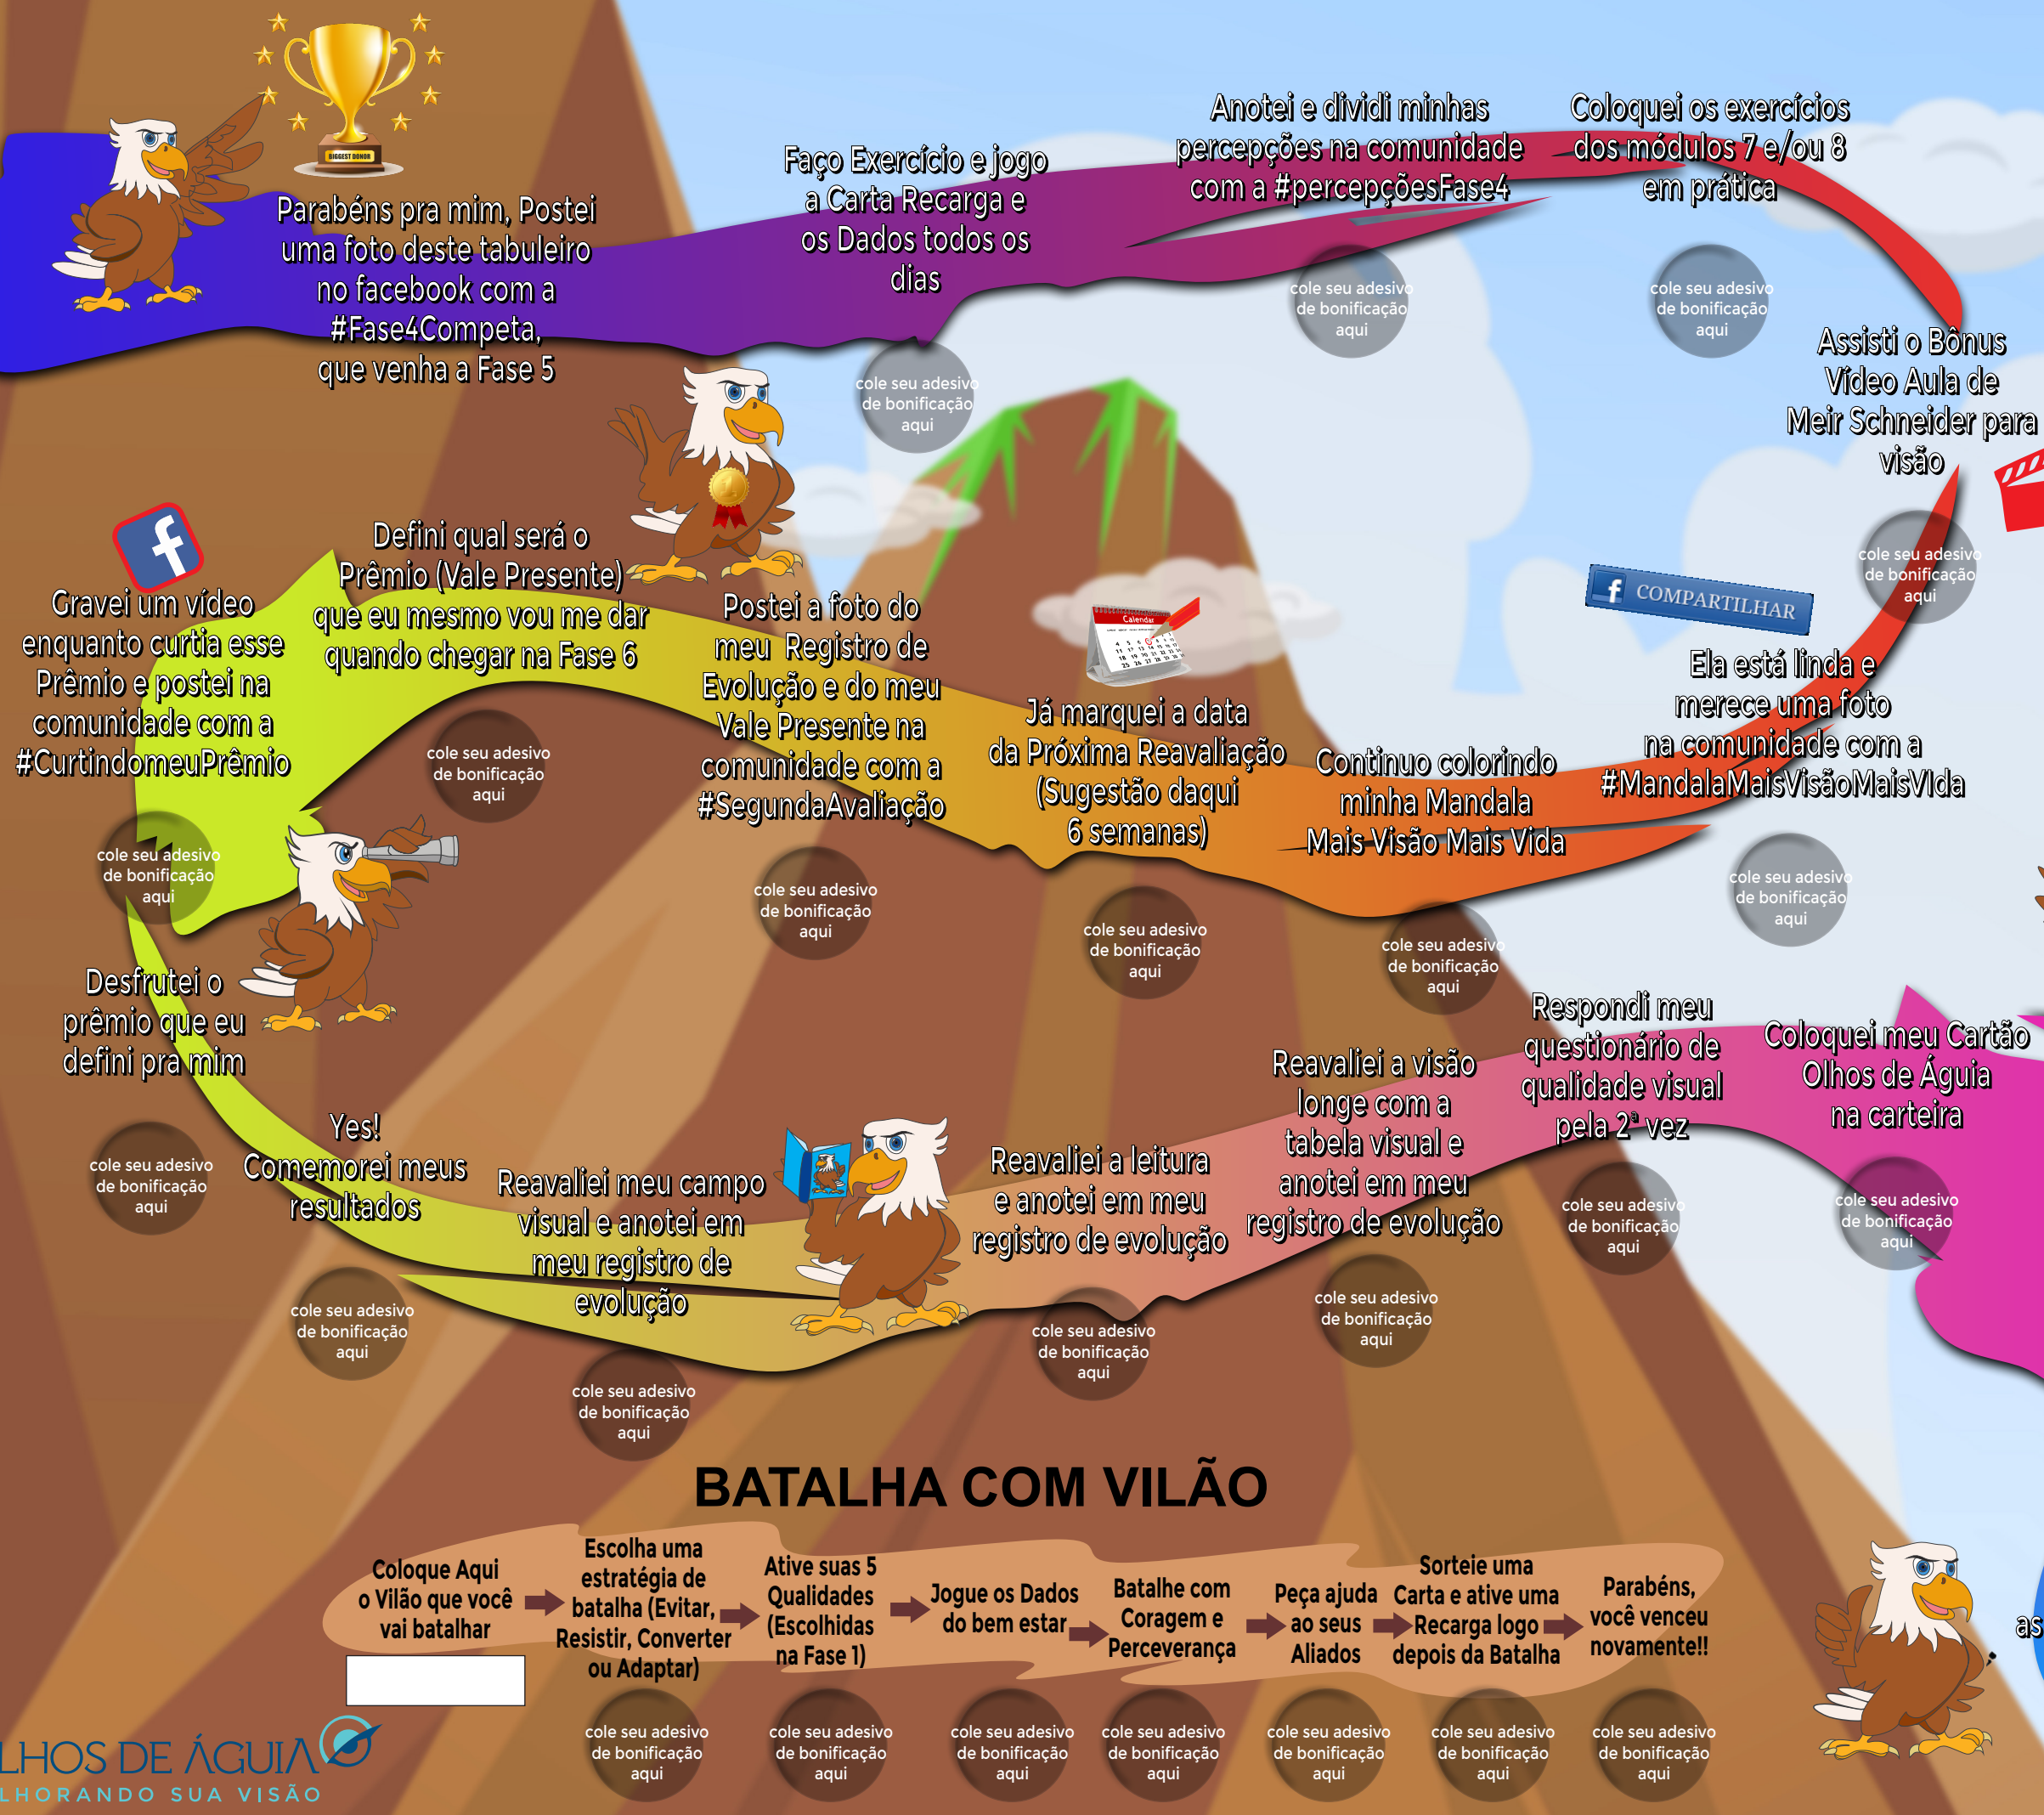 BIGGEST DONOR
Parabéns pra mim, Postei
uma foto deste tabuleiro
no facebook com a
#Fase4Competa,
que venha a Fase 5
Faço Exercício e jogo
a Carta Recarga e
os Dados todos os
dias
cole seu adesivo
de bonificação
aqui
Anotei e dividi minhas
percepções na comunidade
com a #percepçõesFase4
cole seu adesivo
de bonificação
aqui
Coloquei os exercícios
dos módulos 7 e/ou 8
em prática
cole seu adesivo
de bonificação
aqui
Assisti o Bônus
Vídeo Aula de
Meir Schneider para
visão
cole seu adesivo
de bonificação
aqui
f
Gravei um vídeo
enquanto curtia esse
Prêmio e postei na
comunidade com a
#CurtindomeuPrêmio
cole seu adesivo
de bonificação
aqui
Defini qual será o
Prêmio (Vale Presente)
que eu mesmo vou me dar
quando chegar na Fase 6
cole seu adesivo
de bonificação
aqui
Postei a foto do
meu Registro de
Evolução e do meu
Vale Presente na
comunidade com a
#SegundaAvaliação
cole seu adesivo
de bonificação
aqui
Calendar
Já marquei a data
da Próxima Reavaliação
(Sugestão daqui
6 semanas)
cole seu adesivo
de bonificação
aqui
Continuo colorindo
minha Mandala
Mais Visão Mais Vida
cole seu adesivo
de bonificação
aqui
f COMPARTILHAR
Ela está linda e
merece uma foto
na comunidade com a
#MandalaMaisVisãoMaisVIda
cole seu adesivo
de bonificação
aqui
Desfrutei o
prêmio que eu
defini pra mim
cole seu adesivo
de bonificação
aqui
Yes!
Comemorei meus
resultados
cole seu adesivo
de bonificação
aqui
Reavaliei meu campo
visual e anotei em
meu registro de
evolução
cole seu adesivo
de bonificação
aqui
Reavaliei a leitura
e anotei em meu
registro de evolução
cole seu adesivo
de bonificação
aqui
Reavaliei a visão
longe com a
tabela visual e
anotei em meu
registro de evolução
cole seu adesivo
de bonificação
aqui
Respondi meu
questionário de
qualidade visual
pela 2ª vez
cole seu adesivo
de bonificação
aqui
Coloquei meu Cartão
Olhos de Águia
na carteira
cole seu adesivo
de bonificação
aqui
BATALHA COM VILÃO
Coloque Aqui
o Vilão que você
vai batalhar
Escolha uma
estratégia de
batalha (Evitar,
Resistir, Converter
ou Adaptar)
cole seu adesivo
de bonificação
aqui
Ative suas 5
Qualidades
(Escolhidas
na Fase 1)
cole seu adesivo
de bonificação
aqui
Jogue os Dados
do bem estar
cole seu adesivo
de bonificação
aqui
Batalhe com
Coragem e
Perceverança
cole seu adesivo
de bonificação
aqui
Peça ajuda
ao seus
Aliados
cole seu adesivo
de bonificação
aqui
Sorteie uma
Carta e ative uma
Recarga logo
depois da Batalha
cole seu adesivo
de bonificação
aqui
Parabéns,
você venceu
novamente!!
cole seu adesivo
de bonificação
aqui
as
LHOS DE ÁGUIA
LHORANDO SUA VISÃO